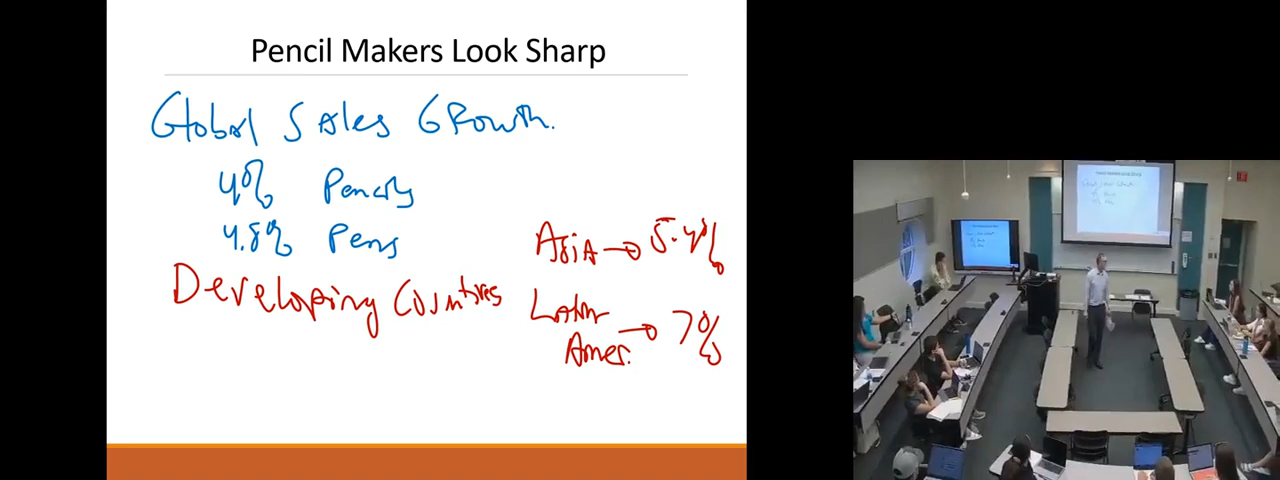 Pencil Makers Look Sharp
Global Sales Growth.
4% Pencils
4.8% Pens
Developing Countries
Asia → 5.4%
Latin
Amer. → 7%